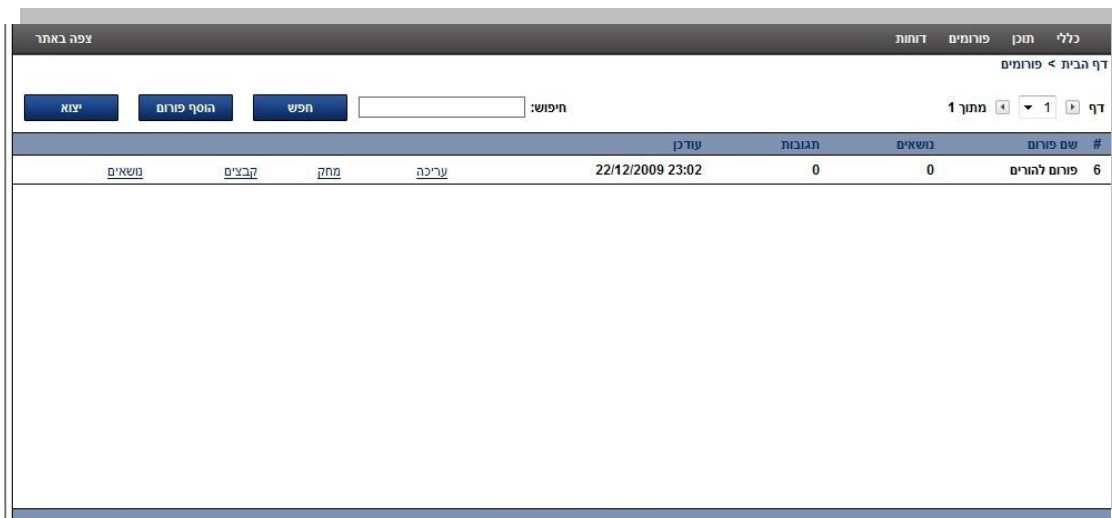 כללי תוכן פורומים דוחות צפה באתר
דף הבית > פורומים
דף 1 מתוך 1 חיפוש: חפש הוסף פורום יצוא
# שם פורום נושאים תגובות עודכן
6 פורום להורים 0 0 22/12/2009 23:02 עריכה מחק קבצים נושאים